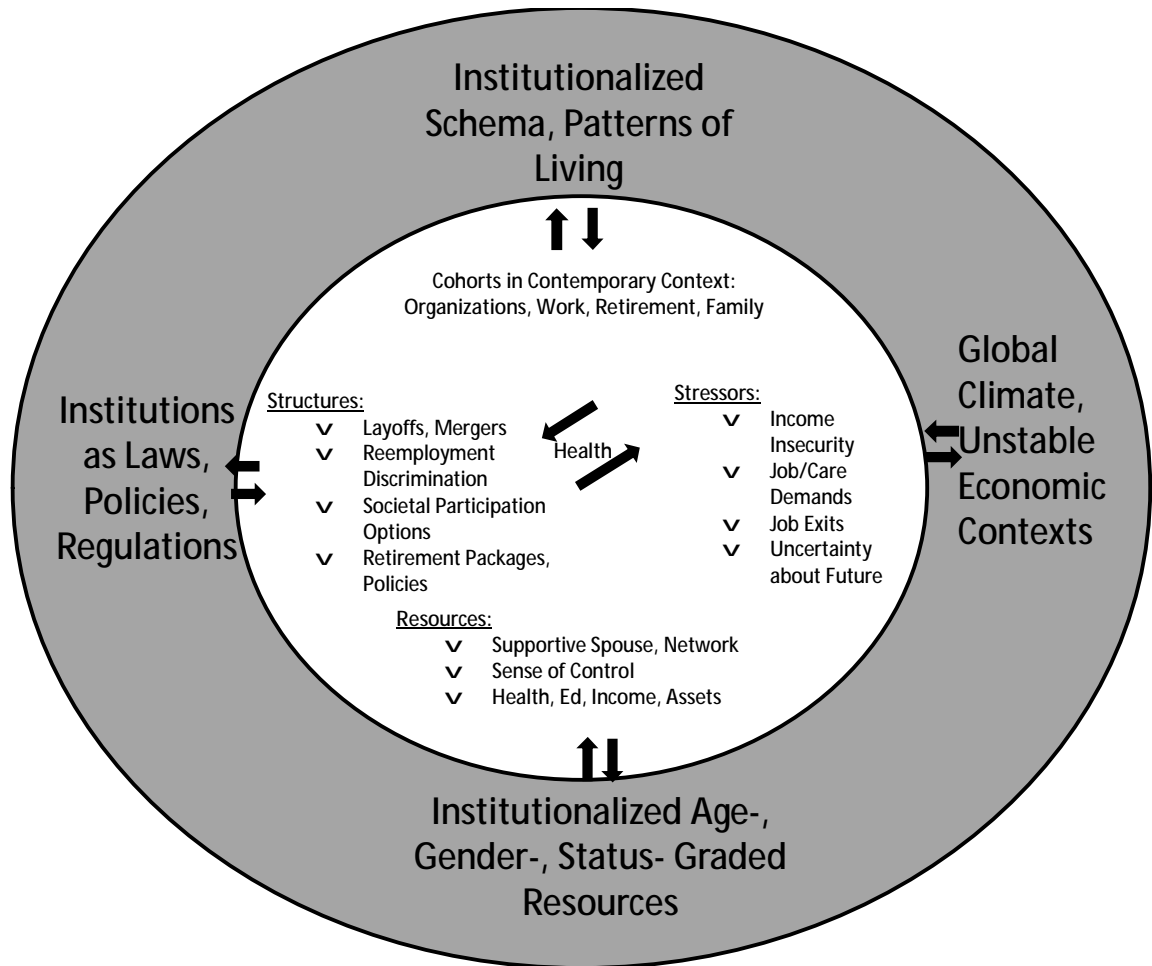 Institutionalized
Schema, Patterns of
Living
Cohorts in Contemporary Context:
Organizations, Work, Retirement, Family
Institutions
as Laws,
Policies,
Regulations
Structures:
v Layoffs, Mergers
v Reemployment
Discrimination
v Societal Participation
Options
v Retirement Packages,
Policies
Health
Stressors:
v Income
Insecurity
v Job/Care
Demands
v Job Exits
v Uncertainty
about Future
Global
Climate,
Unstable
Economic
Contexts
Resources:
v Supportive Spouse, Network
v Sense of Control
v Health, Ed, Income, Assets
Institutionalized Age-,
Gender-, Status- Graded
Resources